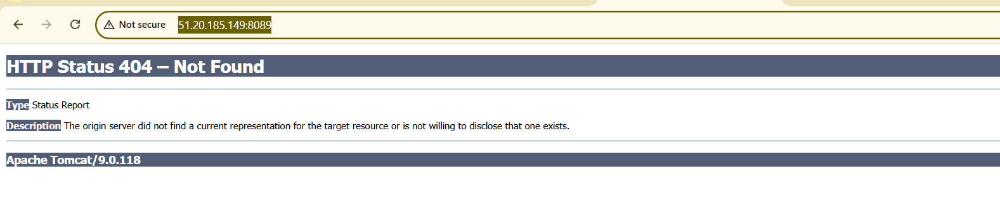 Not secure 51.20.185.149:8089
HTTP Status 404 – Not Found
Type Status Report
Description The origin server did not find a current representation for the target resource or is not willing to disclose that one exists.
Apache Tomcat/9.0.118